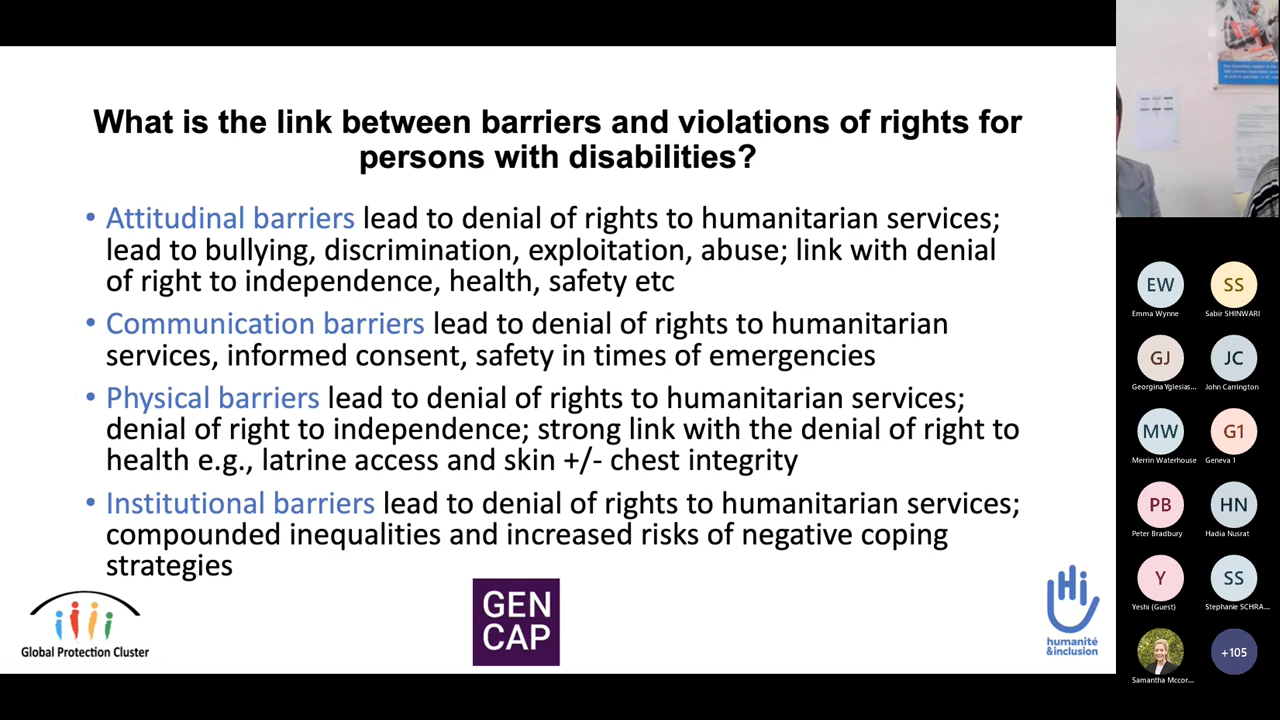 What is the link between barriers and violations of rights for
persons with disabilities?
• Attitudinal barriers lead to denial of rights to humanitarian services;
lead to bullying, discrimination, exploitation, abuse; link with denial
of right to independence, health, safety etc
• Communication barriers lead to denial of rights to humanitarian
services, informed consent, safety in times of emergencies
• Physical barriers lead to denial of rights to humanitarian services;
denial of right to independence; strong link with the denial of right to
health e.g., latrine access and skin +/- chest integrity
• Institutional barriers lead to denial of rights to humanitarian services;
compounded inequalities and increased risks of negative coping
strategies
Global Protection Cluster
GEN
CAP
Hi
humanité
&inclusion
EW
Emma Wynne
SS
Sabir SHINWARI
GJ
Georgina Yglesias...
JC
John Carrington
MW
Merrin Waterhouse
G1
Geneva 1
PB
Peter Bradbury
HN
Hadia Nusrat
Y
Yeshi (Guest)
SS
Stephanie SCHRA...
Samantha Mccor...
+105